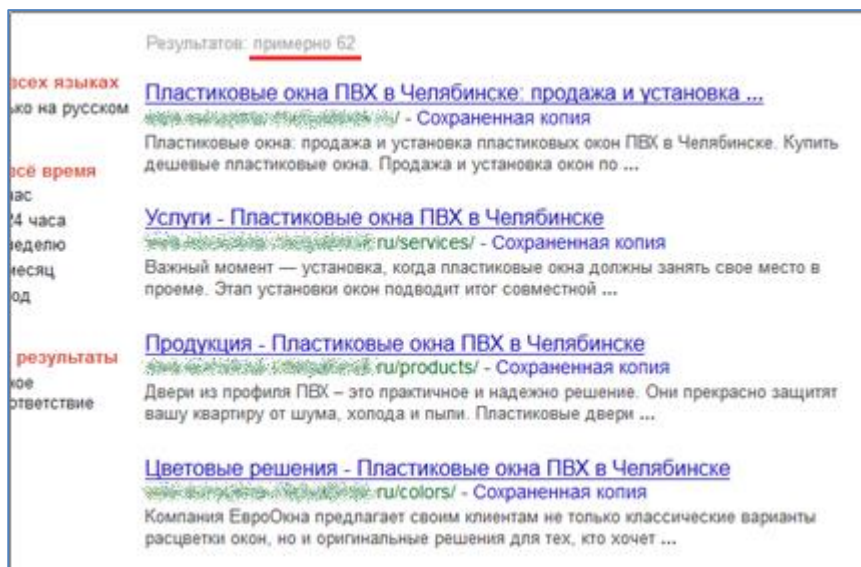 Результатов: примерно 62
всех языках
ько на русском
всё время
час
24 часа
неделю
месяц
од
результаты
ное
ответствие
Пластиковые окна ПВХ в Челябинске: продажа и установка ...
/ - Сохраненная копия
Пластиковые окна: продажа и установка пластиковых окон ПВХ в Челябинске. Купить
дешевые пластиковые окна. Продажа и установка окон по ...
Услуги - Пластиковые окна ПВХ в Челябинске
ru/services/ - Сохраненная копия
Важный момент — установка, когда пластиковые окна должны занять свое место в
проеме. Этап установки окон подводит итог совместной ...
Продукция - Пластиковые окна ПВХ в Челябинске
ru/products/ - Сохраненная копия
Двери из профиля ПВХ – это практичное и надежно решение. Они прекрасно защитят
вашу квартиру от шума, холода и пыли. Пластиковые двери ...
Цветовые решения - Пластиковые окна ПВХ в Челябинске
ru/colors/ - Сохраненная копия
Компания ЕвроОкна предлагает своим клиентам не только классические варианты
расцветки окон, но и оригинальные решения для тех, кто хочет ...